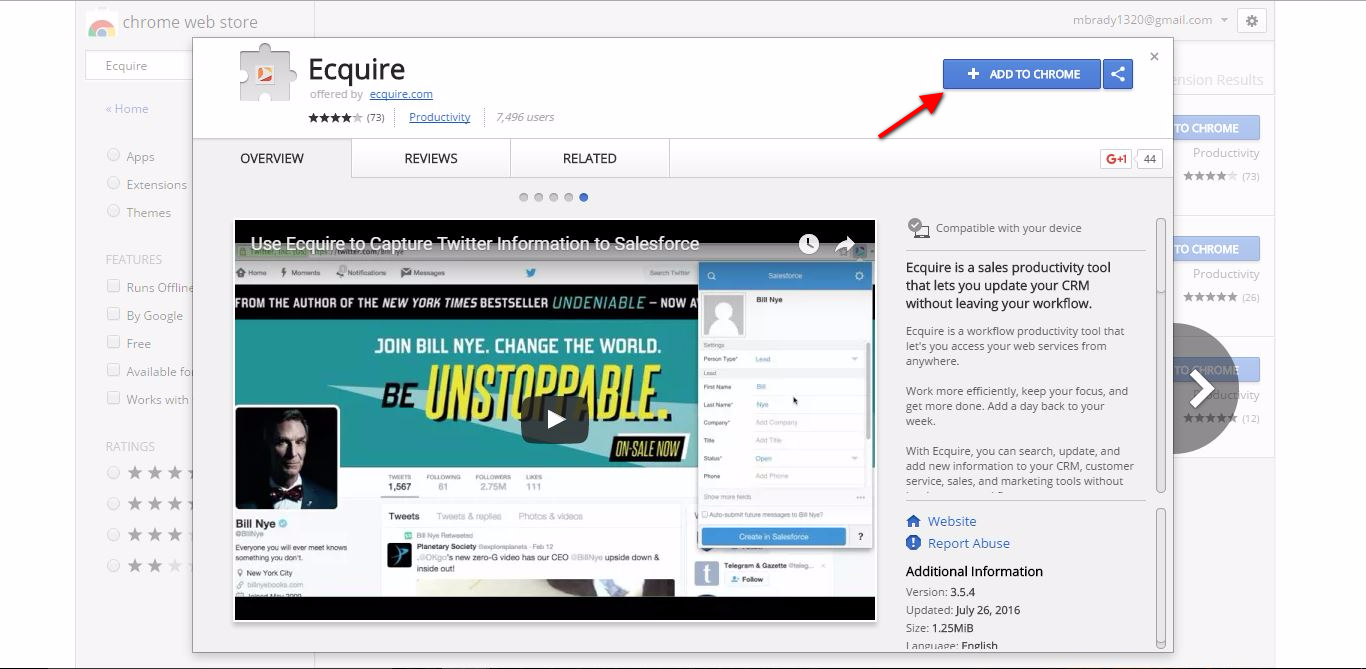 chrome web store
mbrady1320@gmail.com
Ecquire
« Home
Apps
Extensions
Themes
FEATURES
Runs Offline
By Google
Free
Available fo
Works with
RATINGS
Ecquire
offered by ecquire.com
(73) Productivity 7,496 users
ADD TO CHROME
OVERVIEW REVIEWS RELATED
G+1 44
Use Ecquire to Capture Twitter Information to Salesforce
Home Moments Notifications Messages Search Twitter
FROM THE AUTHOR OF THE NEW YORK TIMES BESTSELLER UNDENIABLE – NOW A
JOIN BILL NYE. CHANGE THE WORLD.
BE UNSTOPPABLE.
ON-SALE NOW
TWEETS FOLLOWING FOLLOWERS LIKES
1,567 61 2.75M 111
Bill Nye
@BillNye
Everyone you will ever meet knows
something you don't.
New York City
billnyebooks.com
Joined May 2009
Tweets Tweets & replies Photos & videos
Bill Nye Retweeted
Planetary Society @exploreplanets · Feb 12
.@OKgo's new zero-G video has our CEO @BillNye upside down &
inside out!
Salesforce
Bill Nye
Settings
Person Type* Lead
Lead
First Name Bill
Last Name* Nye
Company* Add Company
Title Add Title
Status* Open
Phone Add Phone
Show more fields
Auto-submit future messages to Bill Nye?
Create in Salesforce ?
Telegram & Gazette @teleg...
Follow
Compatible with your device
Ecquire is a sales productivity tool
that lets you update your CRM
without leaving your workflow.
Ecquire is a workflow productivity tool that
let's you access your web services from
anywhere.
Work more efficiently, keep your focus, and
get more done. Add a day back to your
week.
With Ecquire, you can search, update, and
add new information to your CRM, customer
service, sales, and marketing tools without
Website
Report Abuse
Additional Information
Version: 3.5.4
Updated: July 26, 2016
Size: 1.25MiB
Language: English
ension Results
TO CHROME
Productivity
(73)
TO CHROME
Productivity
(26)
TO CHROME
Productivity
(12)